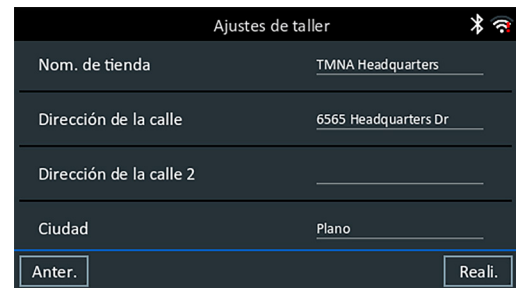 Ajustes de taller
Nom. de tienda TMNA Headquarters
Dirección de la calle 6565 Headquarters Dr
Dirección de la calle 2
Ciudad Plano
Anter. Reali.